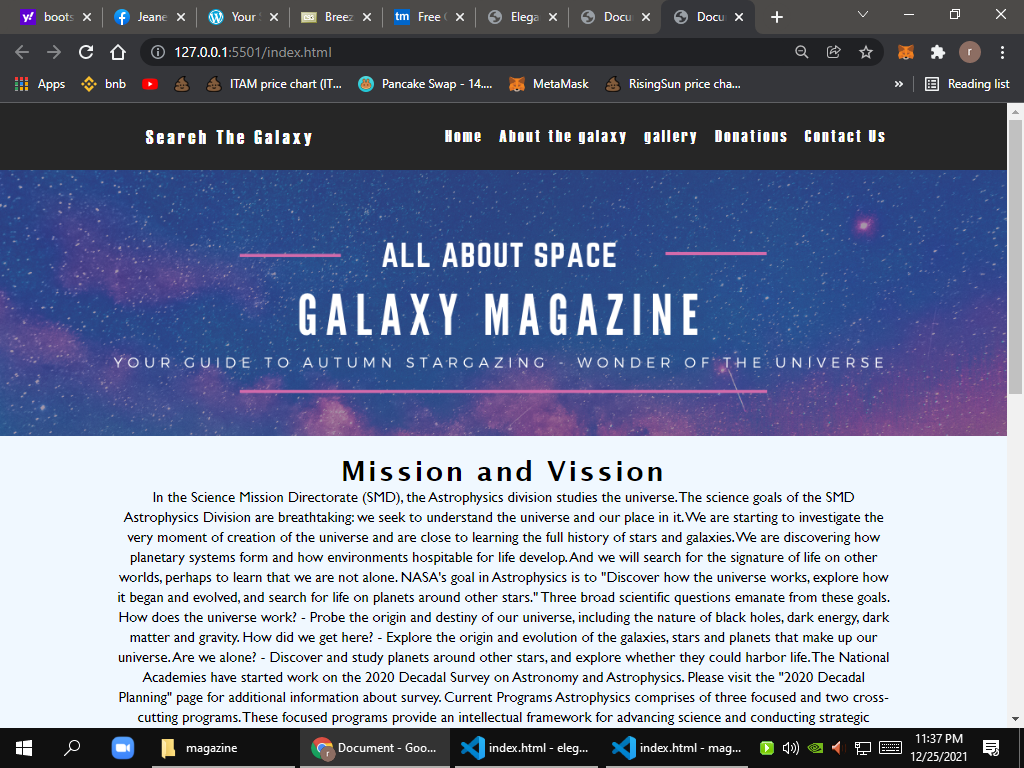 boots
Jeane
Your
Breez
Free
Elega
Docu
Docu
127.0.0.1:5501/index.html
r
Apps
bnb
ITAM price chart (IT...
Pancake Swap - 14....
MetaMask
RisingSun price cha...
»
Reading list
Search The Galaxy
Home About the galaxy gallery Donations Contact Us
ALL ABOUT SPACE
GALAXY MAGAZINE
YOUR GUIDE TO AUTUMN STARGAZING - WONDER OF THE UNIVERSE
Mission and Vission
In the Science Mission Directorate (SMD), the Astrophysics division studies the universe. The science goals of the SMD
Astrophysics Division are breathtaking: we seek to understand the universe and our place in it. We are starting to investigate the
very moment of creation of the universe and are close to learning the full history of stars and galaxies. We are discovering how
planetary systems form and how environments hospitable for life develop. And we will search for the signature of life on other
worlds, perhaps to learn that we are not alone. NASA's goal in Astrophysics is to "Discover how the universe works, explore how
it began and evolved, and search for life on planets around other stars." Three broad scientific questions emanate from these goals.
How does the universe work? - Probe the origin and destiny of our universe, including the nature of black holes, dark energy, dark
matter and gravity. How did we get here? - Explore the origin and evolution of the galaxies, stars and planets that make up our
universe. Are we alone? - Discover and study planets around other stars, and explore whether they could harbor life. The National
Academies have started work on the 2020 Decadal Survey on Astronomy and Astrophysics. Please visit the "2020 Decadal
Planning" page for additional information about survey. Current Programs Astrophysics comprises of three focused and two cross-
cutting programs. These focused programs provide an intellectual framework for advancing science and conducting strategic
magazine
Document - Goo...
index.html - eleg...
index.html - mag...
11:37 PM
12/25/2021